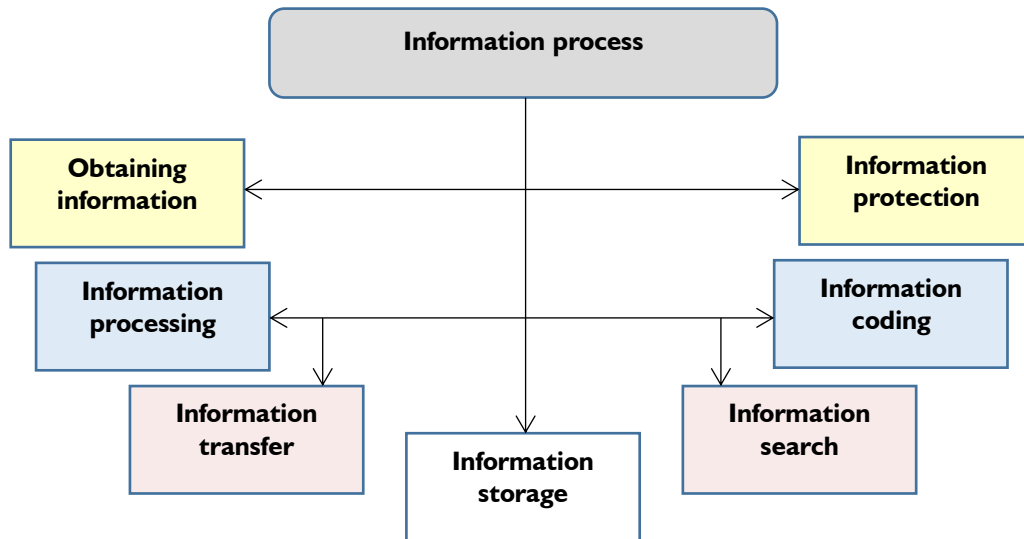 Information process
Obtaining
information
Information
protection
Information
processing
Information
coding
Information
transfer
Information
search
Information
storage